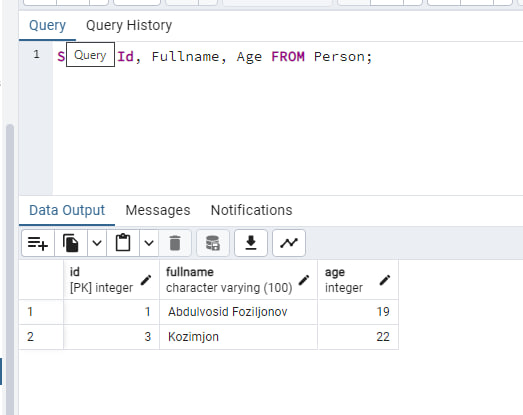 Query Query History
1 S Id, Fullname, Age FROM Person;
Query
Data Output Messages Notifications
id fullname age
[PK] integer character varying (100) integer
1 1 Abdulvosid Foziljonov 19
2 3 Kozimjon 22